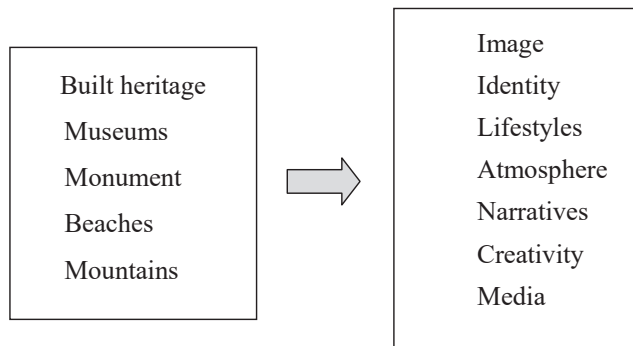 Built heritage
Museums
Monument
Beaches
Mountains
Image
Identity
Lifestyles
Atmosphere
Narratives
Creativity
Media